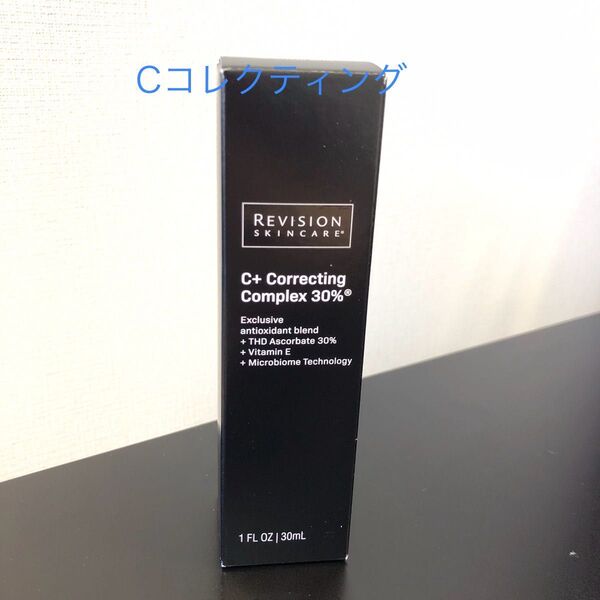 Cコレクティング
REVISION
SKINCARE®
C+ Correcting
Complex 30%®
Exclusive
antioxidant blend
+ THD Ascorbate 30%
+ Vitamin E
+ Microbiome Technology
1 FL OZ | 30mL